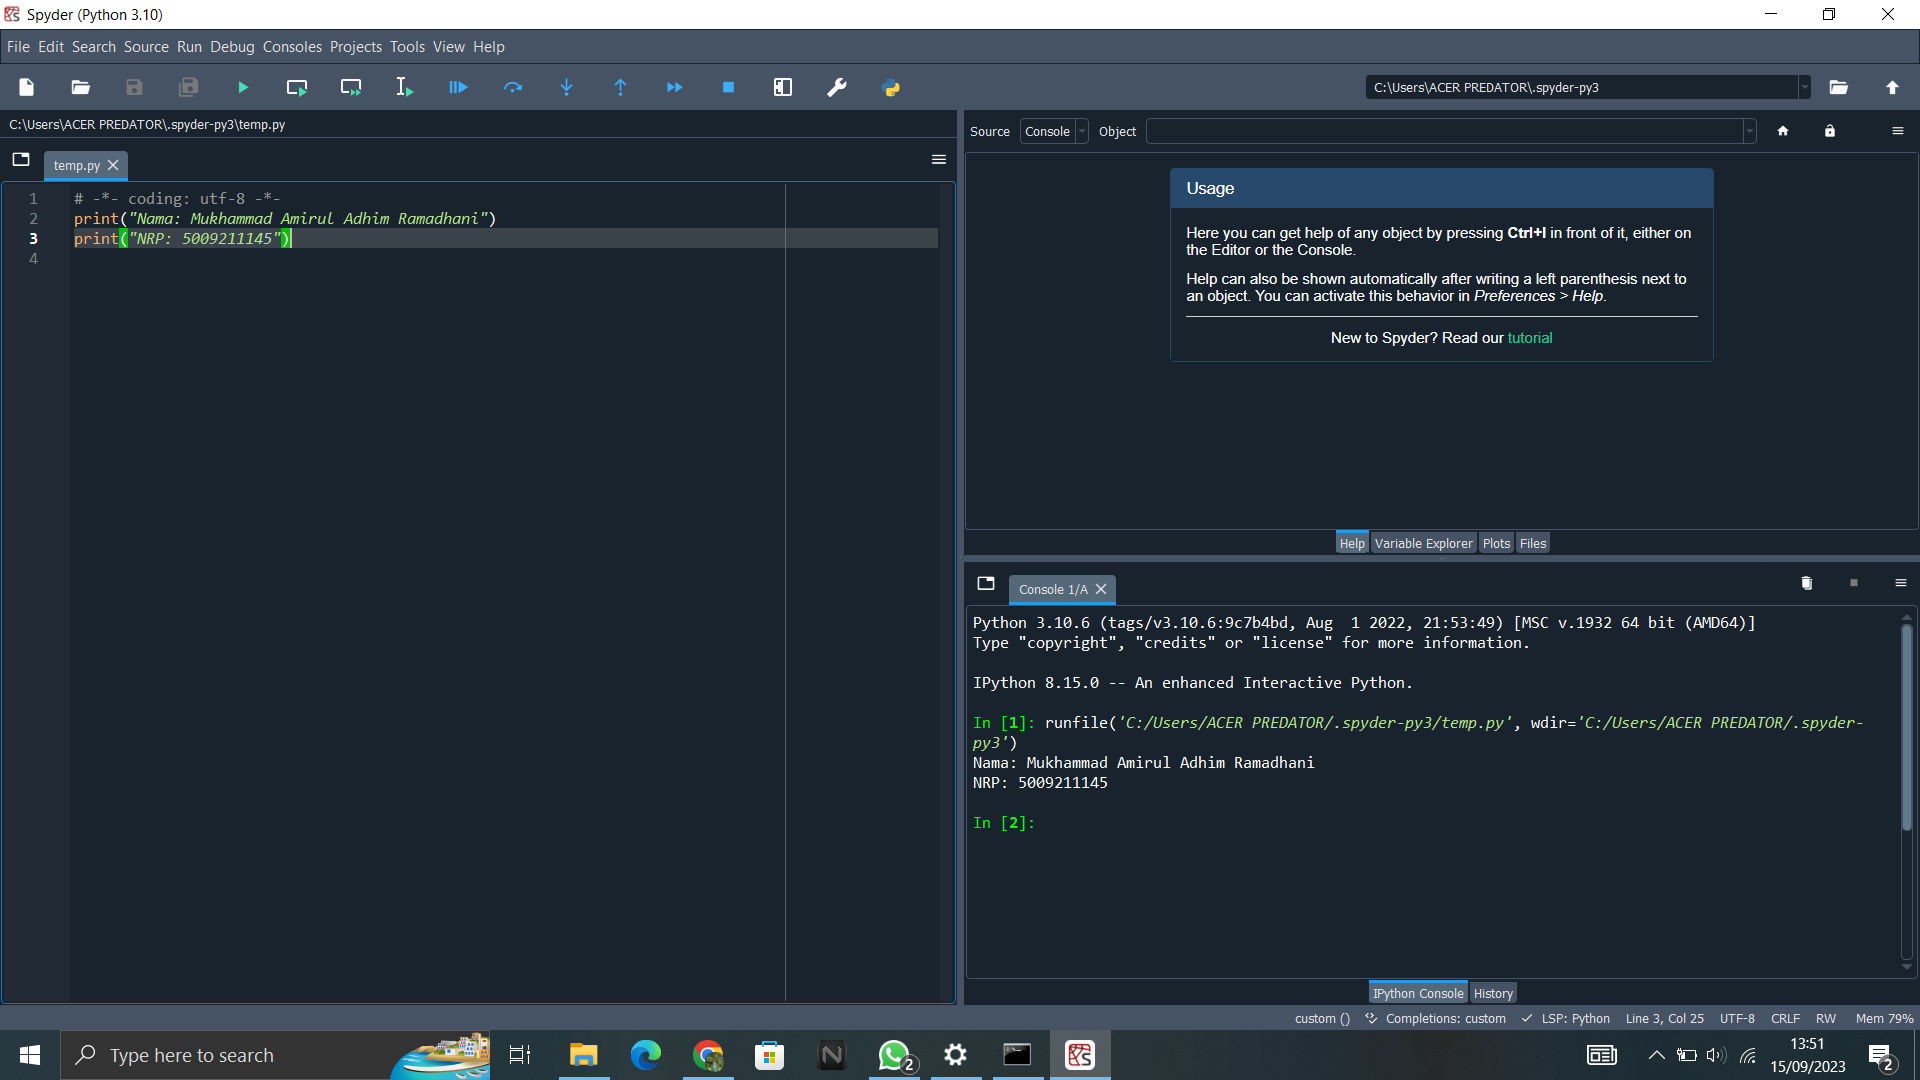 Spyder (Python 3.10)
File Edit Search Source Run Debug Consoles Projects Tools View Help
C:\Users\ACER PREDATOR\.spyder-py3
C:\Users\ACER PREDATOR\.spyder-py3\temp.py
temp.py
1 # -*- coding: utf-8 -*-
2 print("Nama: Mukhammad Amirul Adhim Ramadhani")
3 print("NRP: 5009211145")
4
Source Console Object
Usage
Here you can get help of any object by pressing Ctrl+I in front of it, either on
the Editor or the Console.
Help can also be shown automatically after writing a left parenthesis next to
an object. You can activate this behavior in Preferences > Help.
New to Spyder? Read our tutorial
Help Variable Explorer Plots Files
Console 1/A
Python 3.10.6 (tags/v3.10.6:9c7b4bd, Aug  1 2022, 21:53:49) [MSC v.1932 64 bit (AMD64)]
Type "copyright", "credits" or "license" for more information.
IPython 8.15.0 -- An enhanced Interactive Python.
In [1]: runfile('C:/Users/ACER PREDATOR/.spyder-py3/temp.py', wdir='C:/Users/ACER PREDATOR/.spyder-
py3')
Nama: Mukhammad Amirul Adhim Ramadhani
NRP: 5009211145
In [2]:
IPython Console History
custom () Completions: custom LSP: Python Line 3, Col 25 UTF-8 CRLF RW Mem 79%
Type here to search
2
13:51
15/09/2023
2